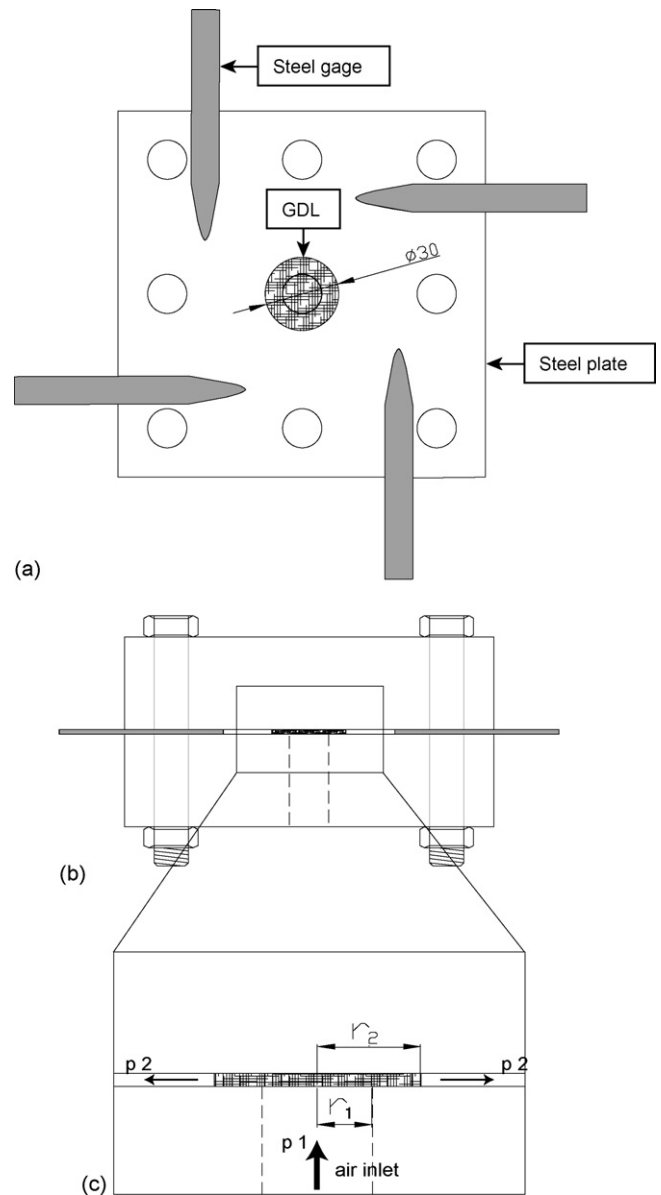 Steel gage
GDL
ø30
Steel plate
(a)
(b)
r2
p 2
p 2
r1
p 1
air inlet
(c)